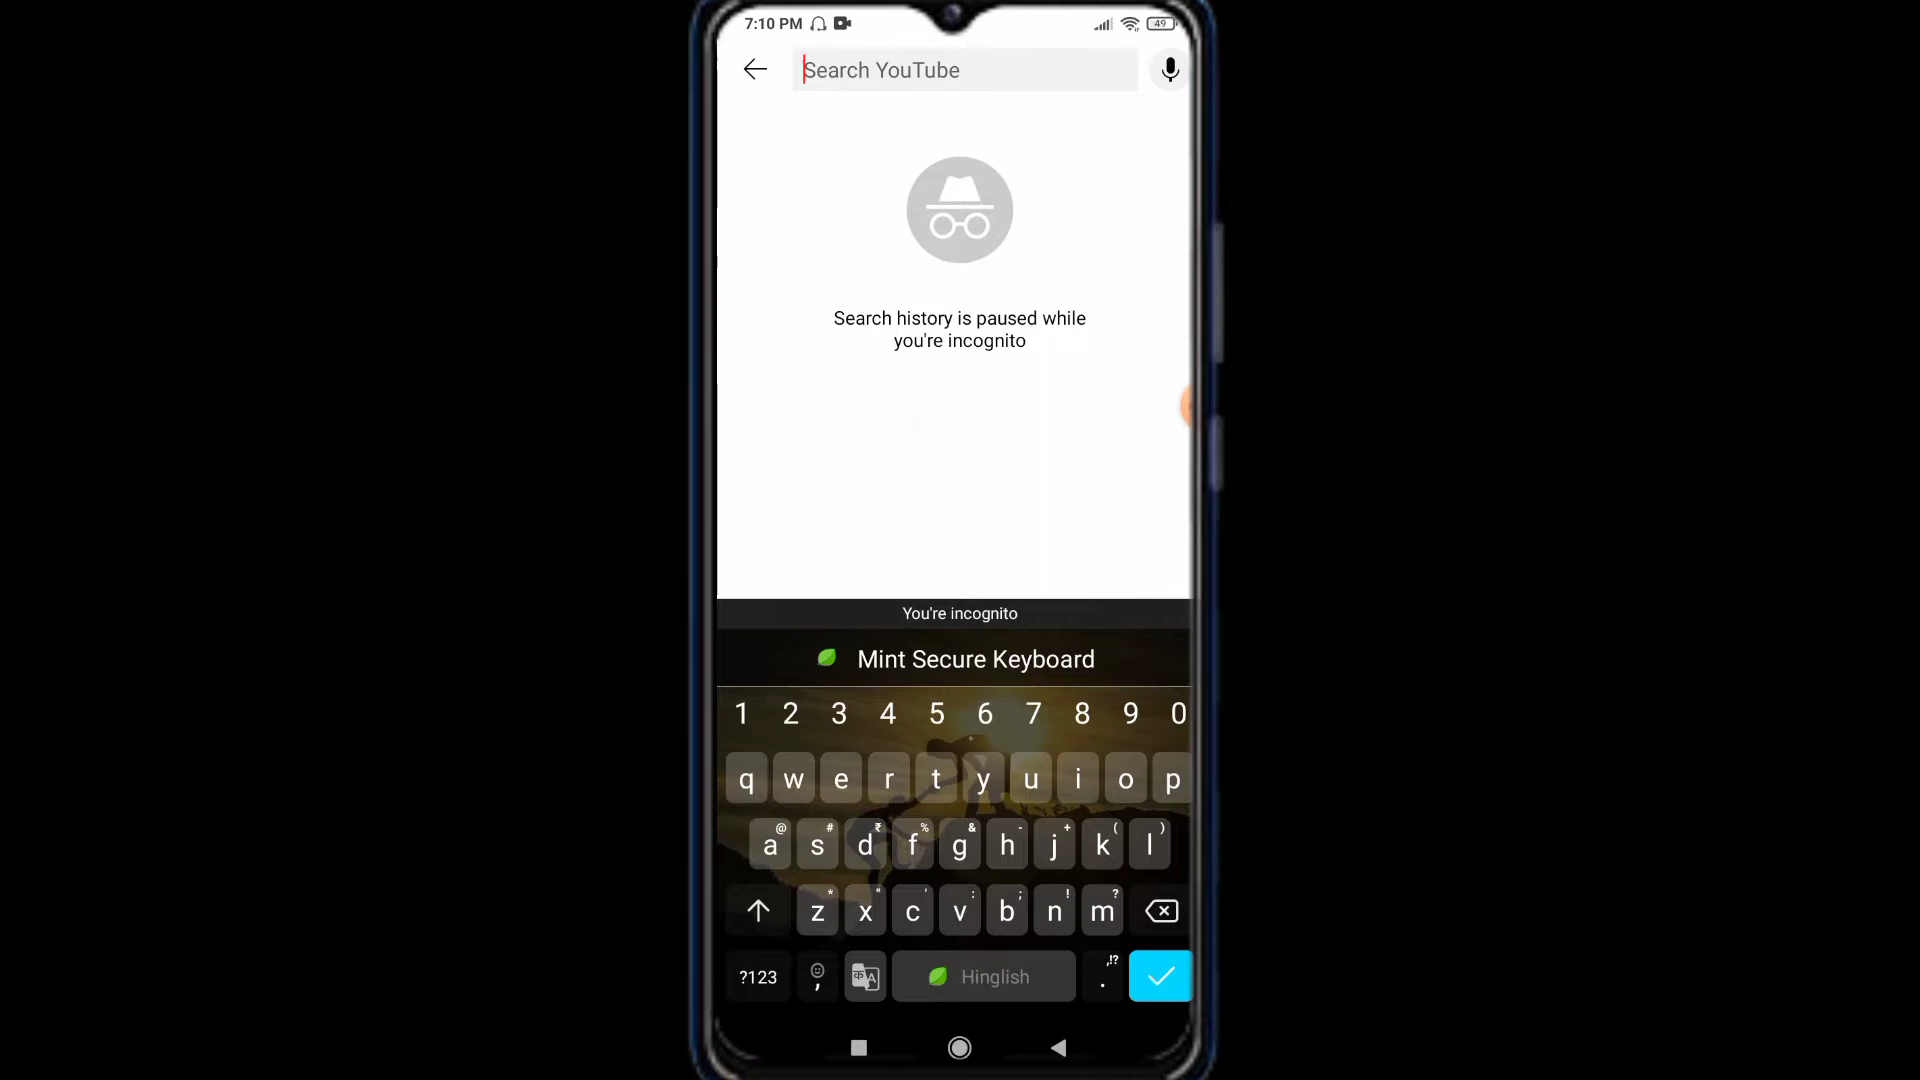 7:10 PM 49
Search YouTube
Search history is paused while
you're incognito
You're incognito
Mint Secure Keyboard
1 2 3 4 5 6 7 8 9 0
q w e r t y u i o p
@ # ₹ % & - + ( )
a s d f g h j k l
* " ' : ; ! ?
z x c v b n m
,!?
?123 , क A Hinglish .